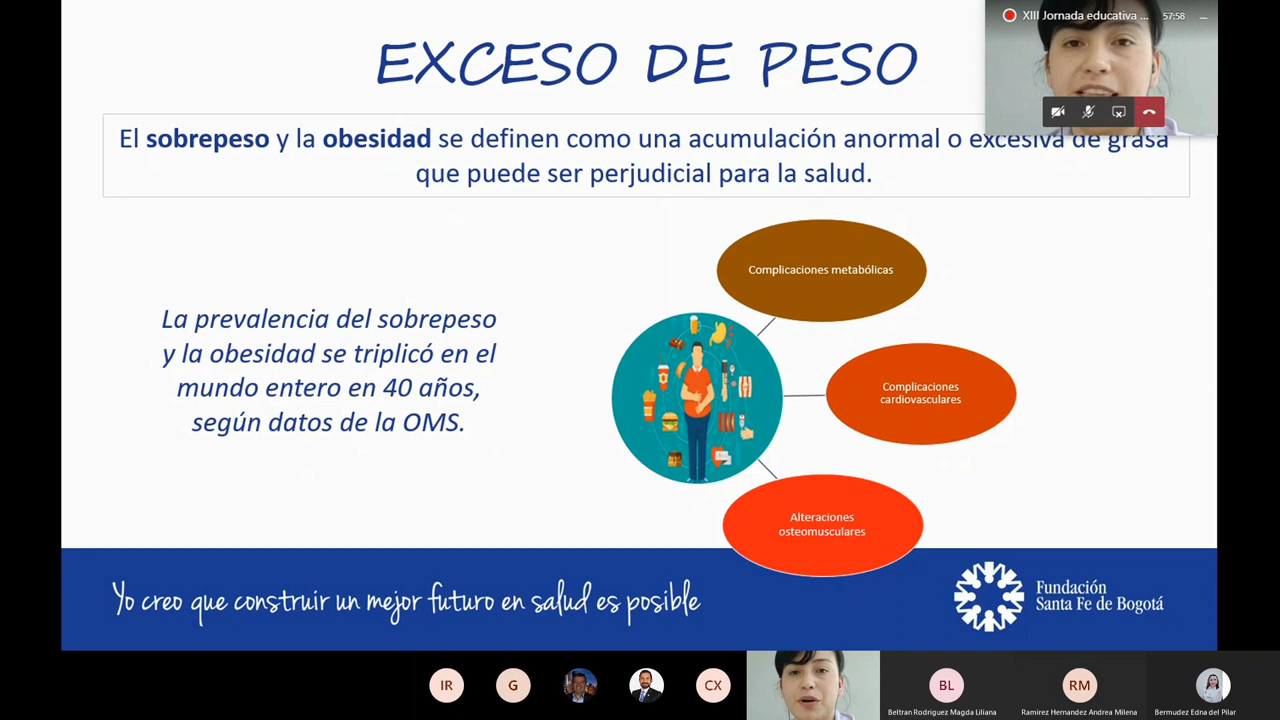 XIII Jornada educativa ...
57:58
EXCESO DE PESO
El sobrepeso y la obesidad se definen como una acumulación anormal o excesiva de grasa
que puede ser perjudicial para la salud.
La prevalencia del sobrepeso
y la obesidad se triplicó en el
mundo entero en 40 años,
según datos de la OMS.
Complicaciones metabólicas
Complicaciones
cardiovasculares
Alteraciones
osteomusculares
Yo creo que construir un mejor futuro en salud es posible
Fundación
Santa Fe de Bogotá
IR
G
CX
BL
Beltran Rodriguez Magda Liliana
RM
Ramirez Hernandez Andrea Milena
Bermudez Edna del Pilar